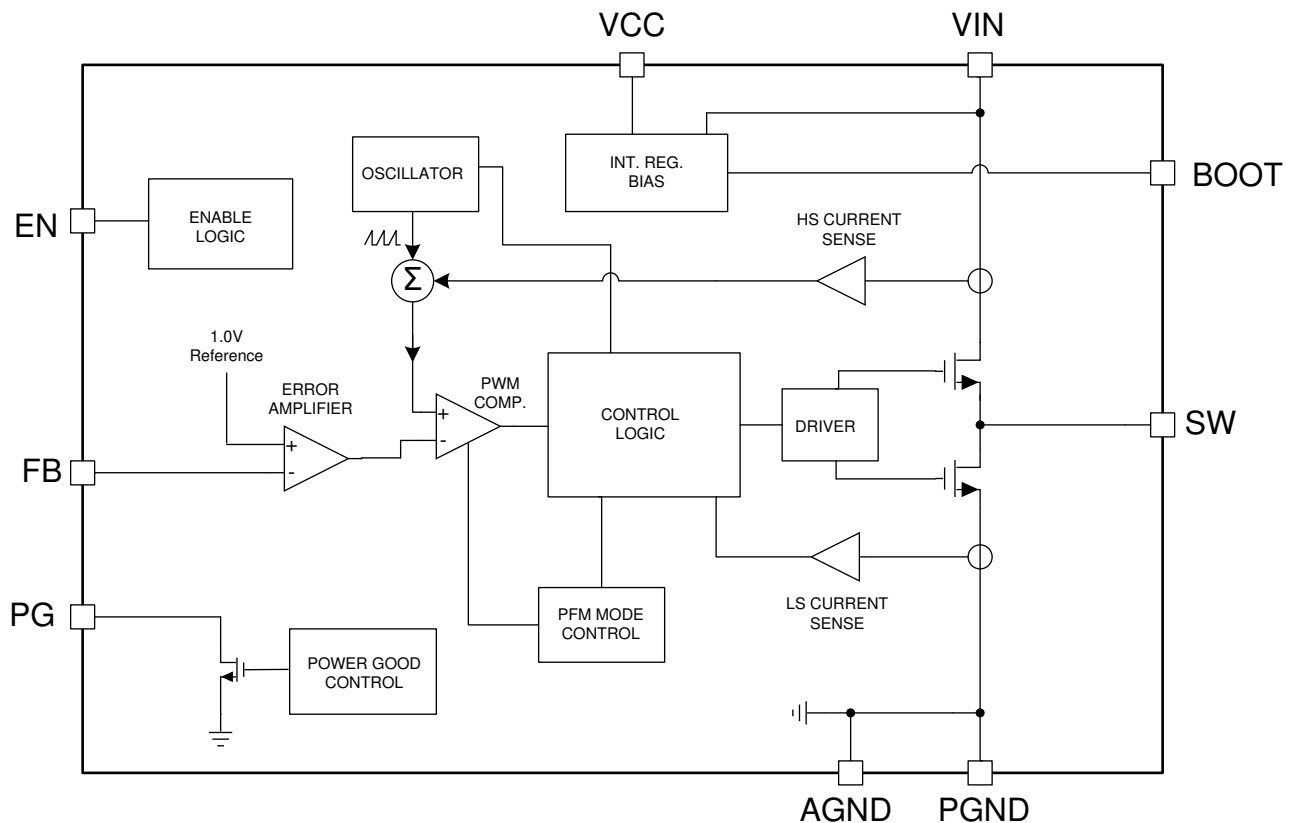 VCC
VIN
OSCILLATOR
INT. REG.
BIAS
BOOT
EN
ENABLE
LOGIC
HS CURRENT
SENSE
Σ
1.0V
Reference
ERROR
AMPLIFIER
PWM
COMP.
+
-
+
-
CONTROL
LOGIC
DRIVER
SW
FB
PG
PFM MODE
CONTROL
LS CURRENT
SENSE
POWER GOOD
CONTROL
AGND
PGND